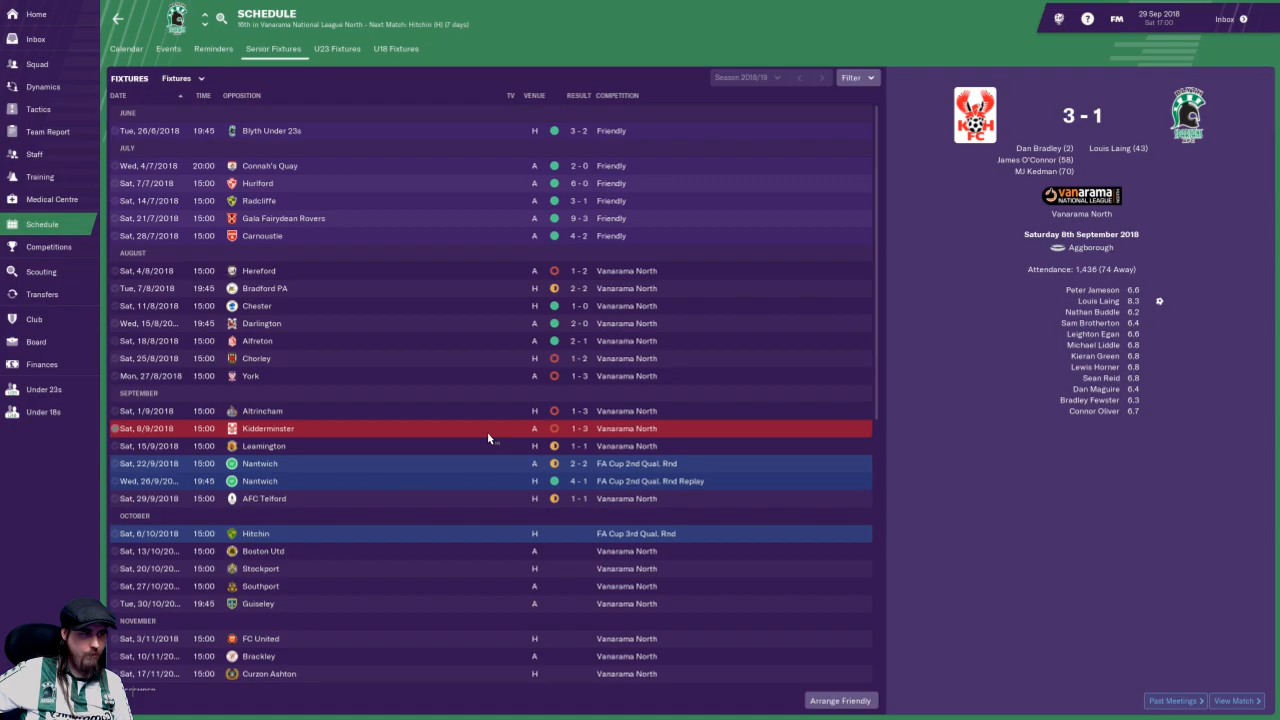 Home
Inbox
Squad
Dynamics
Tactics
Team Report
Staff
Training
Medical Centre
Schedule
Competitions
Scouting
Transfers
Club
Board
Finances
Under 23s
Under 18s
SCHEDULE
16th in Vanarama National League North - Next Match: Hitchin (H) (7 days)
FM
29 Sep 2018
Sat 17:00
Inbox
Calendar Events Reminders Senior Fixtures U23 Fixtures U18 Fixtures
FIXTURES Fixtures Season 2018/19 Filter
DATE TIME OPPOSITION TV VENUE RESULT COMPETITION
JUNE
Tue, 26/6/2018 19:45 Blyth Under 23s H 3 - 2 Friendly
JULY
Wed, 4/7/2018 20:00 Connah's Quay A 2 - 0 Friendly
Sat, 7/7/2018 15:00 Hurlford A 6 - 0 Friendly
Sat, 14/7/2018 15:00 Radcliffe A 3 - 1 Friendly
Sat, 21/7/2018 15:00 Gala Fairydean Rovers A 9 - 3 Friendly
Sat, 28/7/2018 15:00 Carnoustie A 4 - 2 Friendly
AUGUST
Sat, 4/8/2018 15:00 Hereford A 1 - 2 Vanarama North
Tue, 7/8/2018 19:45 Bradford PA H 2 - 2 Vanarama North
Sat, 11/8/2018 15:00 Chester H 1 - 0 Vanarama North
Wed, 15/8/20... 19:45 Darlington A 2 - 0 Vanarama North
Sat, 18/8/2018 15:00 Alfreton A 2 - 1 Vanarama North
Sat, 25/8/2018 15:00 Chorley H 1 - 2 Vanarama North
Mon, 27/8/2018 15:00 York A 1 - 3 Vanarama North
SEPTEMBER
Sat, 1/9/2018 15:00 Altrincham H 1 - 3 Vanarama North
Sat, 8/9/2018 15:00 Kidderminster A 1 - 3 Vanarama North
Sat, 15/9/2018 15:00 Leamington H 1 - 1 Vanarama North
Sat, 22/9/2018 15:00 Nantwich A 2 - 2 FA Cup 2nd Qual. Rnd
Wed, 26/9/20... 19:45 Nantwich H 4 - 1 FA Cup 2nd Qual. Rnd Replay
Sat, 29/9/2018 15:00 AFC Telford H 1 - 1 Vanarama North
OCTOBER
Sat, 6/10/2018 15:00 Hitchin H FA Cup 3rd Qual. Rnd
Sat, 13/10/20... 15:00 Boston Utd A Vanarama North
Sat, 20/10/20... 15:00 Stockport H Vanarama North
Sat, 27/10/20... 15:00 Southport A Vanarama North
Tue, 30/10/20... 19:45 Guiseley A Vanarama North
NOVEMBER
Sat, 3/11/2018 15:00 FC United H Vanarama North
Sat, 10/11/20... 15:00 Brackley A Vanarama North
Sat, 17/11/20... 15:00 Curzon Ashton H Vanarama North
Arrange Friendly
3 - 1
Dan Bradley (2) Louis Laing (43)
James O'Connor (58)
MJ Kedman (70)
vanarama
NATIONAL LEAGUE
Vanarama North
Saturday 8th September 2018
Aggborough
Attendance: 1,436 (74 Away)
Peter Jameson 6.6
Louis Laing 8.3
Nathan Buddle 6.2
Sam Brotherton 6.4
Leighton Egan 6.6
Michael Liddle 6.8
Kieran Green 6.8
Lewis Horner 6.8
Sean Reid 6.8
Dan Maguire 6.4
Bradley Fewster 6.3
Connor Oliver 6.7
Past Meetings View Match